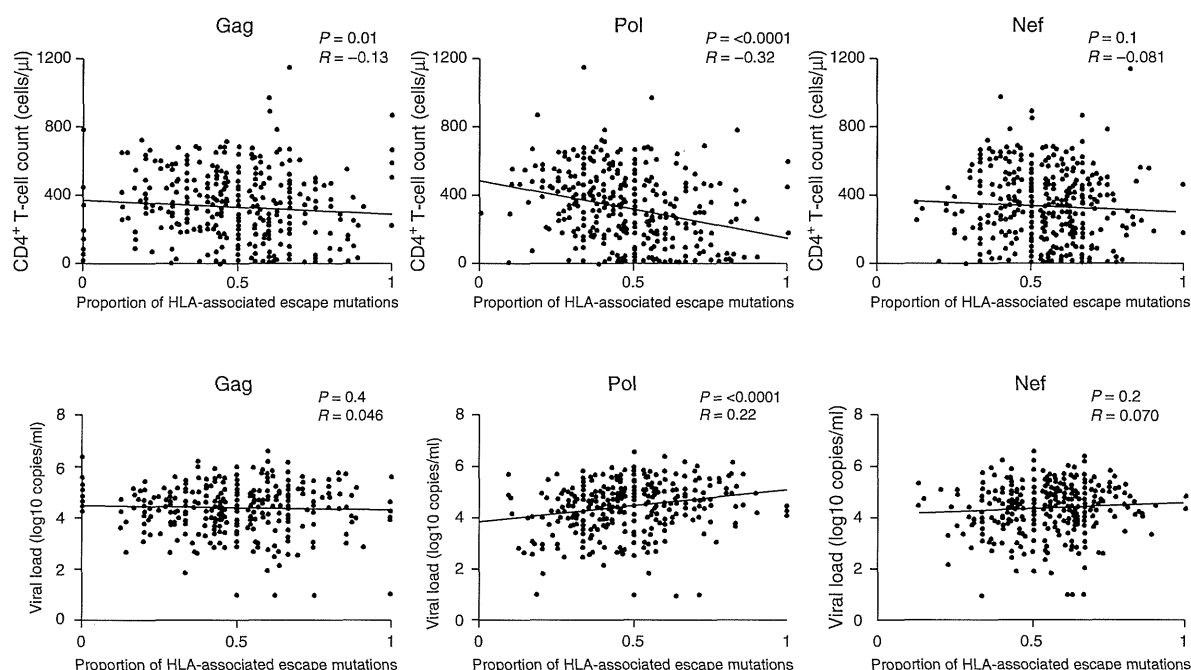 Gag
P = 0.01
R = −0.13
CD4+ T-cell count (cells/μl)
1200
800
400
0
0
0.5
1
Proportion of HLA-associated escape mutations
Pol
P = <0.0001
R = −0.32
CD4+ T-cell count (cells/μl)
1200
800
400
0
0
0.5
1
Proportion of HLA-associated escape mutations
Nef
P = 0.1
R = −0.081
CD4+ T-cell count (cells/μl)
1200
800
400
0
0
0.5
1
Proportion of HLA-associated escape mutations
Gag
P = 0.4
R = 0.046
Viral load (log10 copies/ml)
8
6
4
2
0
0
0.5
1
Proportion of HLA-associated escape mutations
Pol
P = <0.0001
R = 0.22
Viral load (log10 copies/ml)
8
6
4
2
0
0
0.5
1
Proportion of HLA-associated escape mutations
Nef
P = 0.2
R = 0.070
Viral load (log10 copies/ml)
8
6
4
2
0
0
0.5
1
Proportion of HLA-associated escape mutations